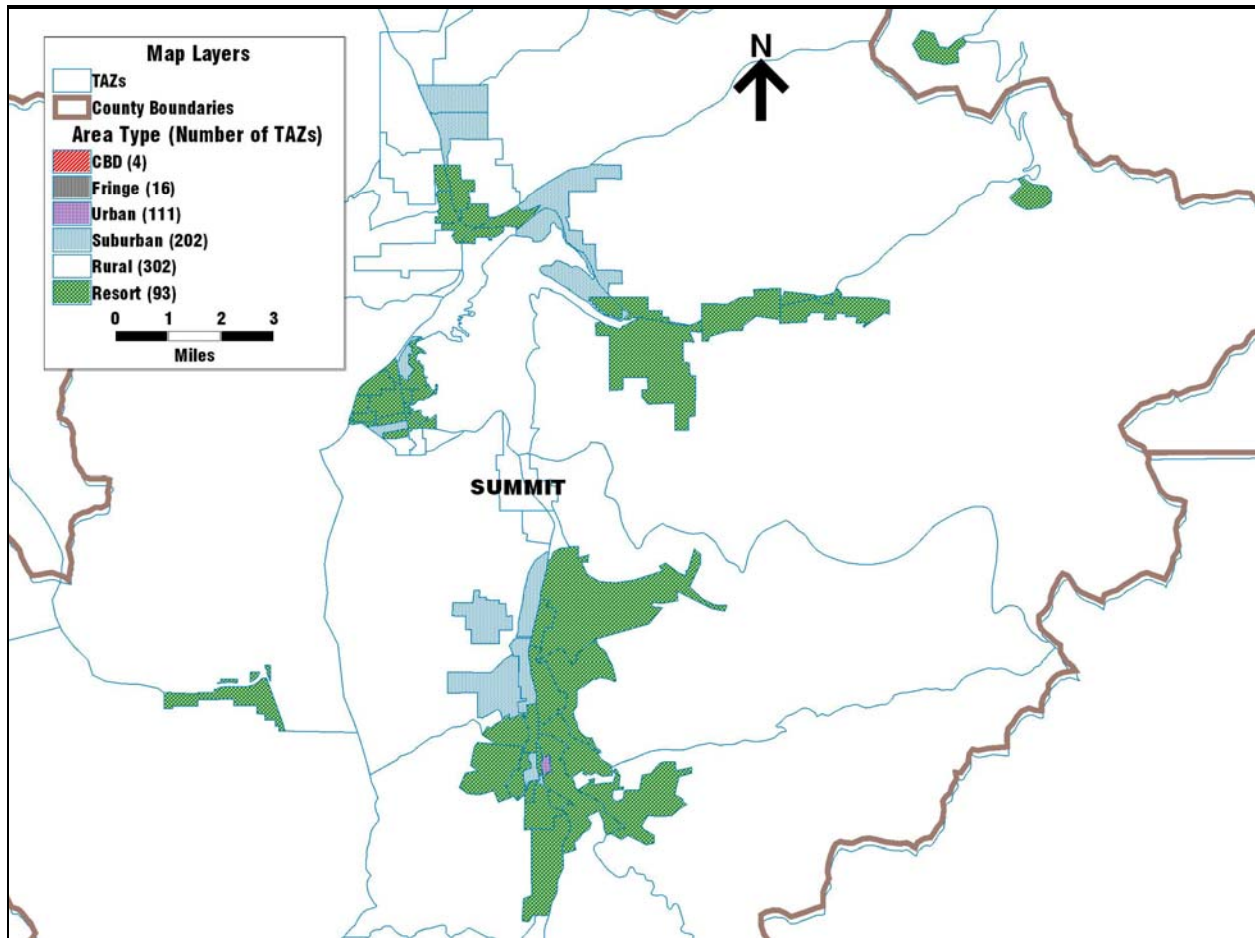 Map Layers
TAZs
County Boundaries
Area Type (Number of TAZs)
CBD (4)
Fringe (16)
Urban (111)
Suburban (202)
Rural (302)
Resort (93)
0 1 2 3
Miles
N
SUMMIT